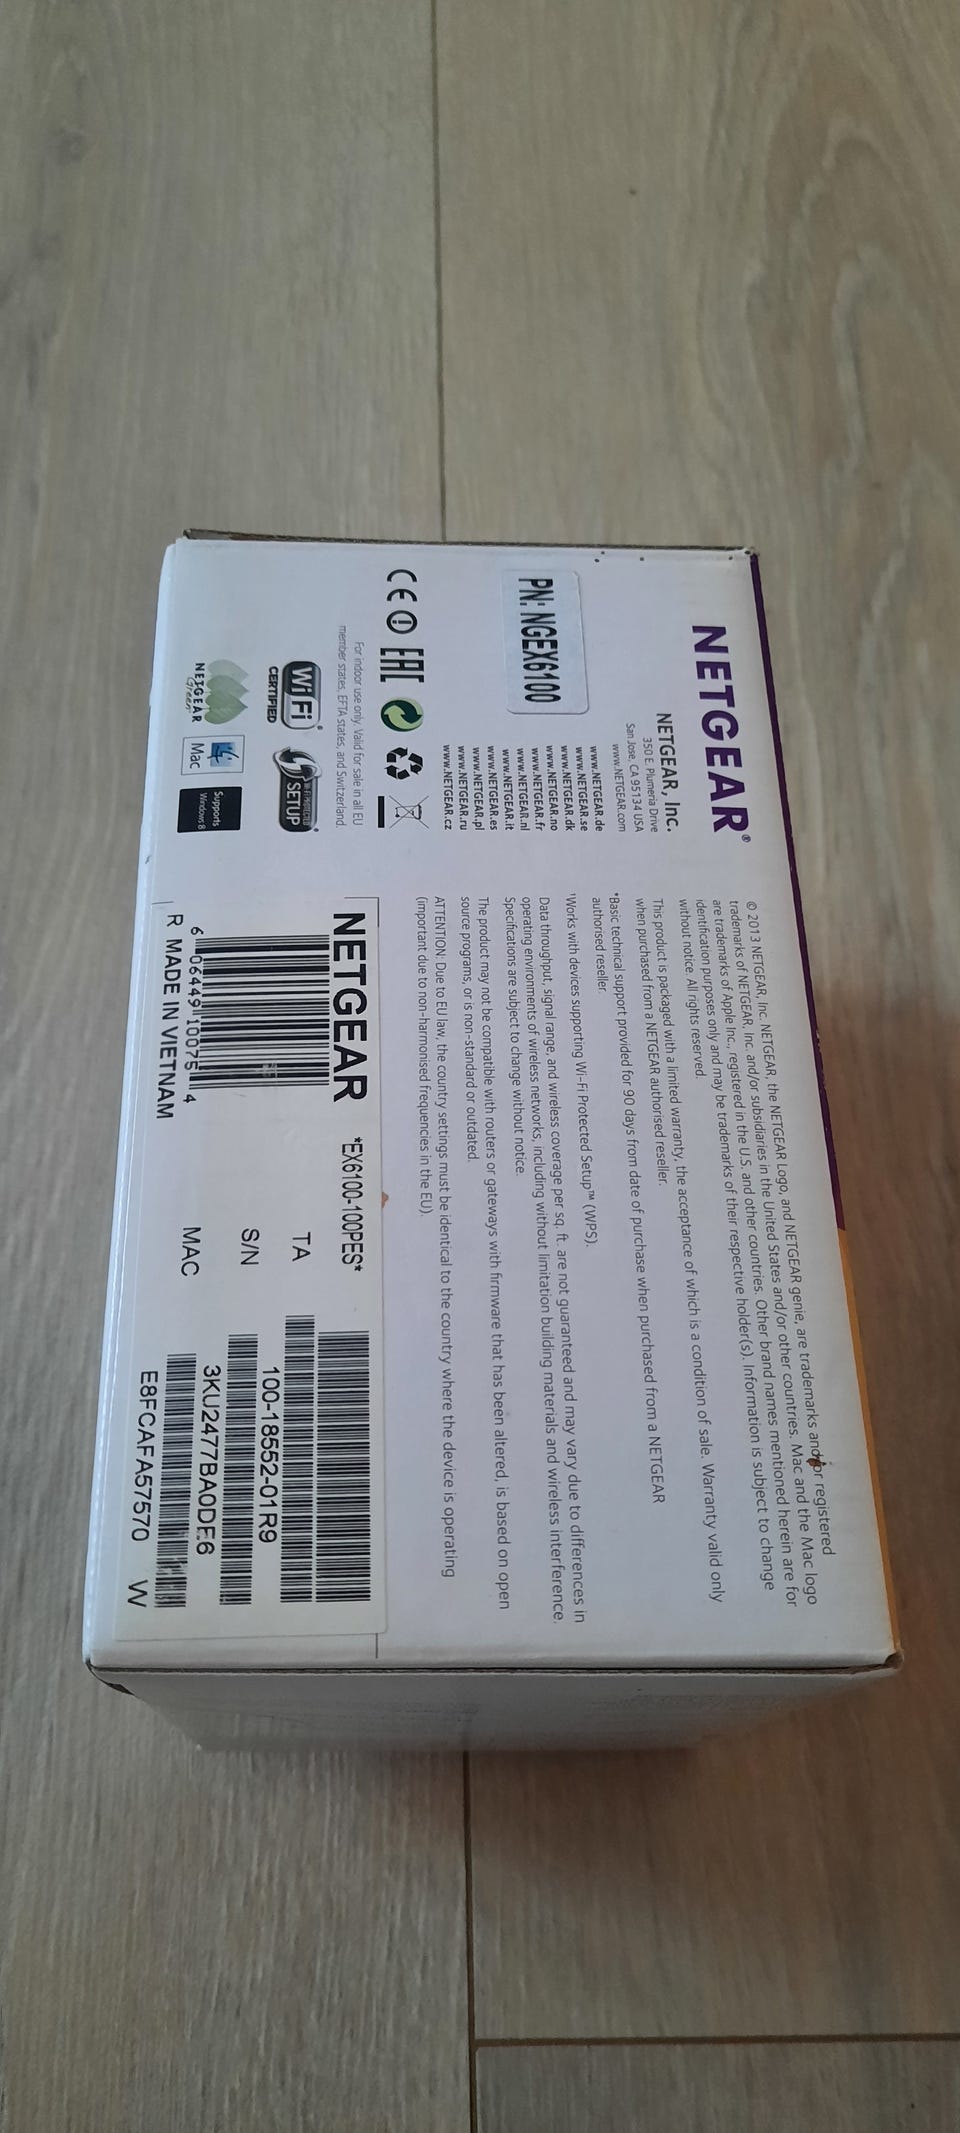 NETGEAR®
NETGEAR, Inc.
350 E. Plumeria Drive
San Jose, CA 95134 USA
www.NETGEAR.com
PN: NGEX6100
www.NETGEAR.de
www.NETGEAR.se
www.NETGEAR.dk
www.NETGEAR.no
www.NETGEAR.fr
www.NETGEAR.nl
www.NETGEAR.it
www.NETGEAR.es
www.NETGEAR.pl
www.NETGEAR.ru
www.NETGEAR.cz
CE
EAC
For indoor use only. Valid for sale in all EU
member states, EFTA states, and Switzerland.
Wi Fi
CERTIFIED
SETUP
NETGEAR
Green
Mac
Supports
Windows 8
© 2013 NETGEAR, Inc. NETGEAR, the NETGEAR Logo, and NETGEAR genie, are trademarks and/or registered
trademarks of NETGEAR, Inc. and/or subsidiaries in the United States and/or other countries. Mac and the Mac logo
are trademarks of Apple Inc., registered in the U.S. and other countries. Other brand names mentioned herein are for
identification purposes only and may be trademarks of their respective holder(s). Information is subject to change
without notice. All rights reserved.
This product is packaged with a limited warranty, the acceptance of which is a condition of sale. Warranty valid only
when purchased from a NETGEAR authorised reseller.
*Basic technical support provided for 90 days from date of purchase when purchased from a NETGEAR
authorised reseller.
†Works with devices supporting Wi-Fi Protected Setup™ (WPS).
Data throughput, signal range, and wireless coverage per sq. ft. are not guaranteed and may vary due to differences in
operating environments of wireless networks, including without limitation building materials and wireless interference.
Specifications are subject to change without notice.
The product may not be compatible with routers or gateways with firmware that has been altered, is based on open
source programs, or is non-standard or outdated.
ATTENTION: Due to EU law, the country settings must be identical to the country where the device is operating
(important due to non-harmonised frequencies in the EU).
NETGEAR
*EX6100-100PES*
6 06449 10075 4
R MADE IN VIETNAM
TA
100-18552-01R9
S/N
3KU2477BA0DE6
MAC
E8FCAFA57570 W